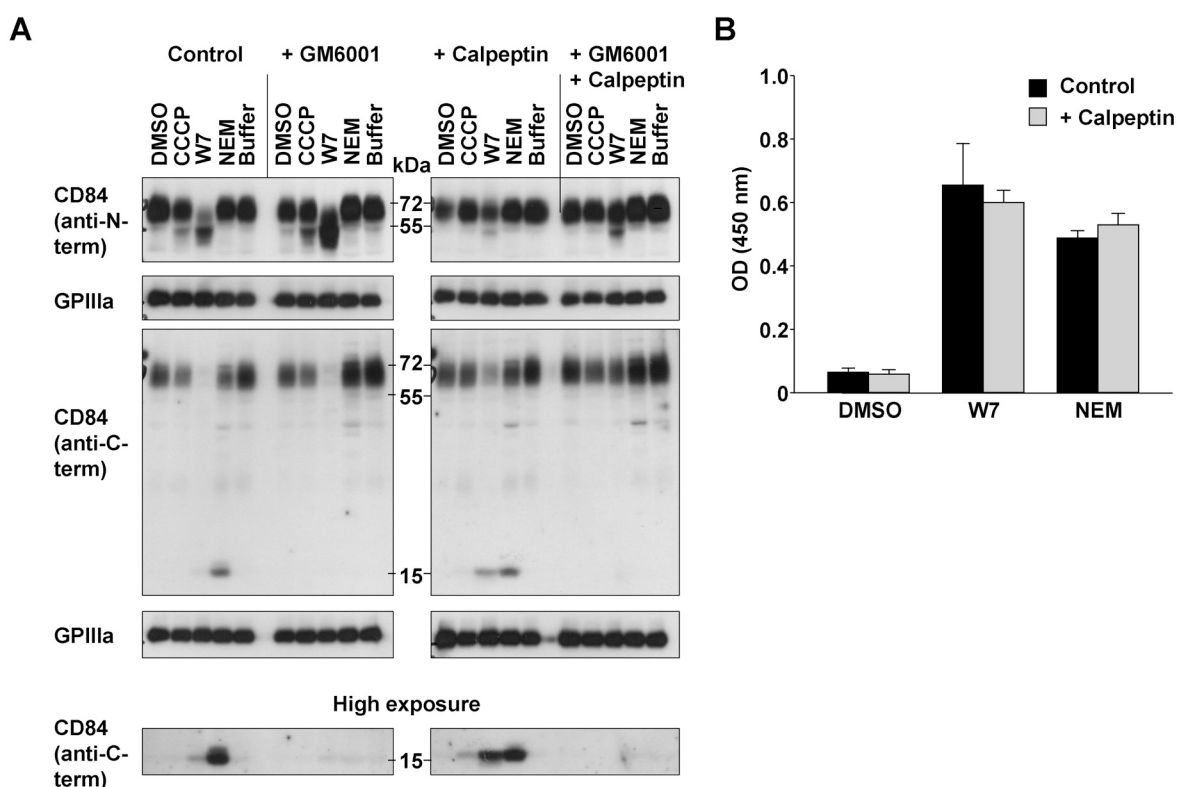 A
Control
+ GM6001
+ Calpeptin
+ GM6001
+ Calpeptin
DMSO
CCCP
W7
NEM
Buffer
DMSO
CCCP
W7
NEM
Buffer
kDa
DMSO
CCCP
W7
NEM
Buffer
DMSO
CCCP
W7
NEM
Buffer
CD84
(anti-N-
term)
72
55
GPIIIa
CD84
(anti-C-
term)
72
55
15
GPIIIa
High exposure
CD84
(anti-C-
term)
15
B
1.0
0.8
0.6
0.4
0.2
0
OD (450 nm)
Control
+ Calpeptin
DMSO
W7
NEM